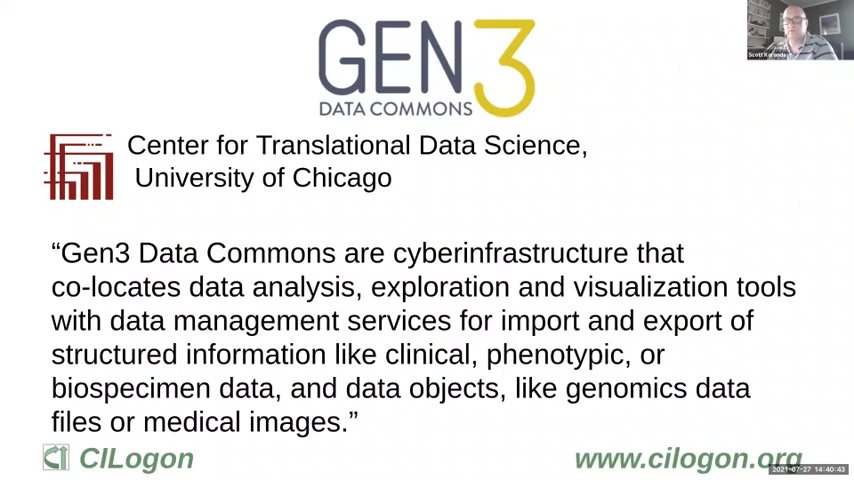 GEN3
DATA COMMONS
Scott Koranda
Center for Translational Data Science,
University of Chicago
“Gen3 Data Commons are cyberinfrastructure that
co-locates data analysis, exploration and visualization tools
with data management services for import and export of
structured information like clinical, phenotypic, or
biospecimen data, and data objects, like genomics data
files or medical images.”
CILogon
www.cilogon.org
2021-07-27 14:40:43